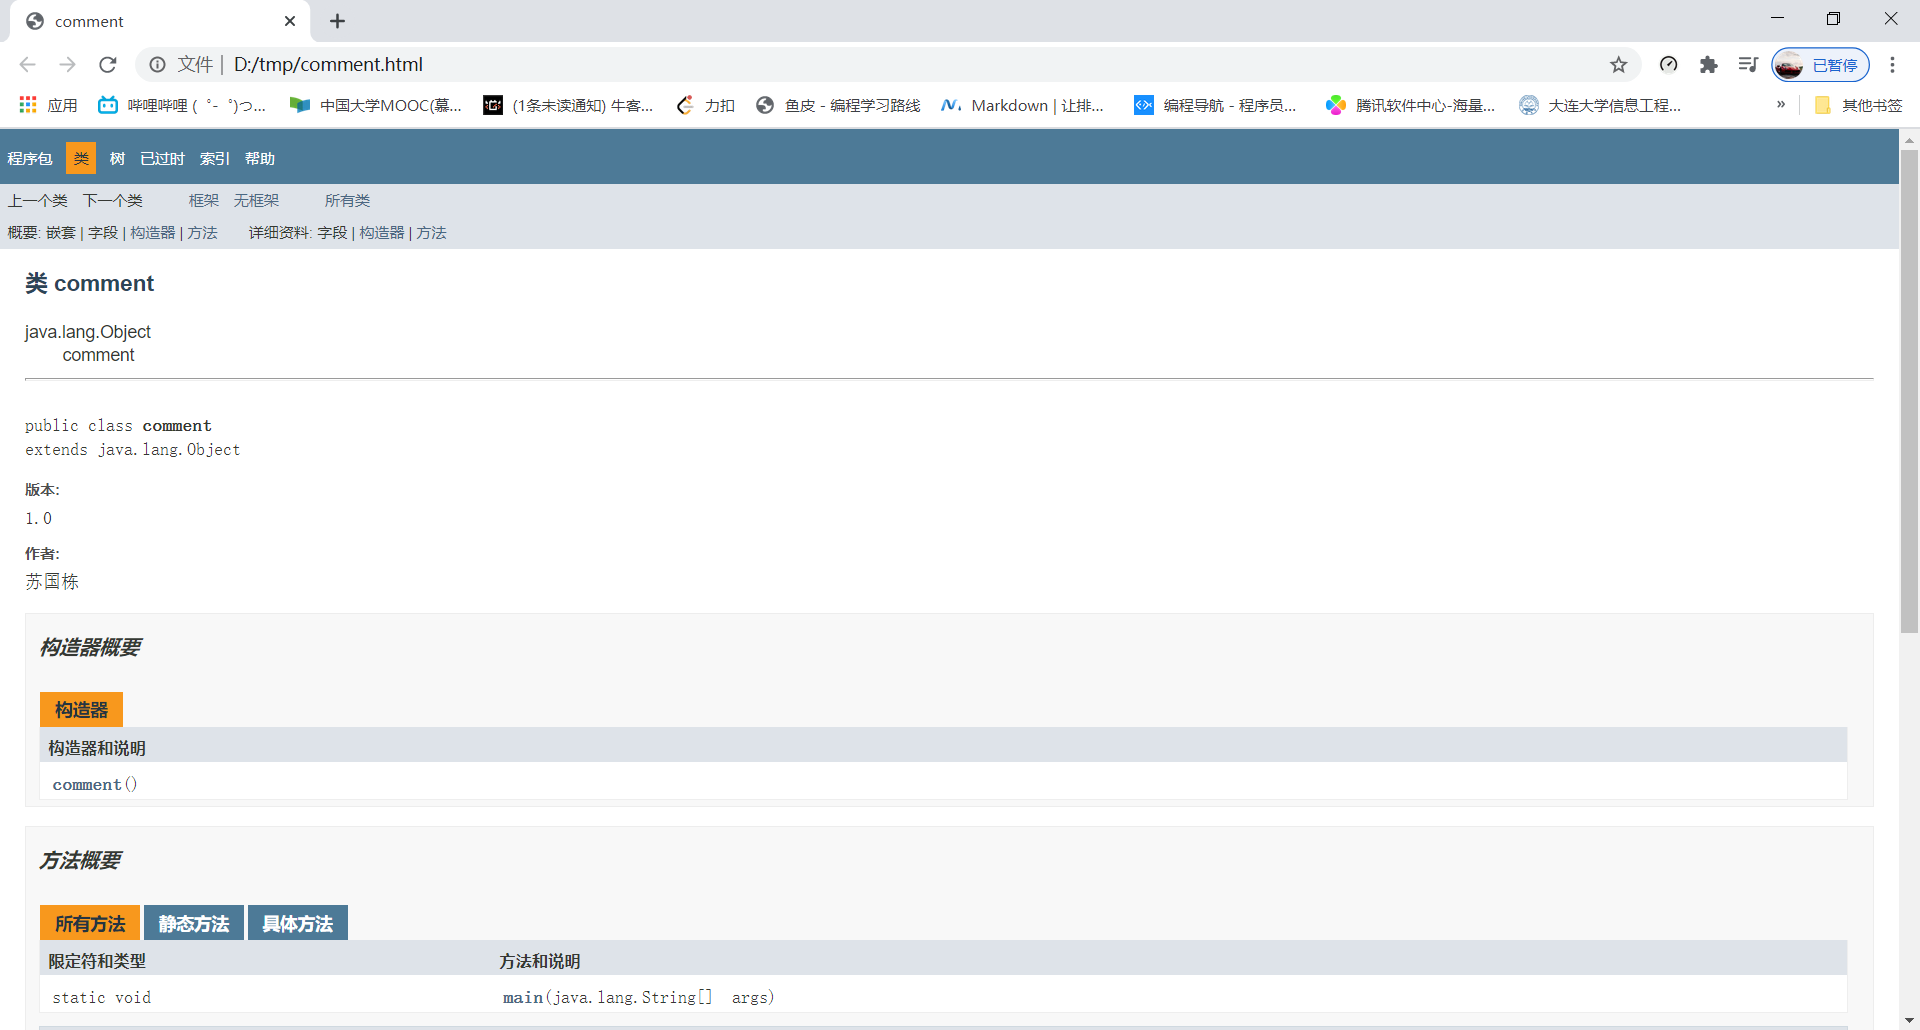 comment
文件 | D:/tmp/comment.html
已暂停
应用 哔哩哔哩 ( ゜- ゜)つ... 中国大学MOOC(慕... (1条未读通知) 牛客... 力扣 鱼皮 - 编程学习路线 Markdown | 让排... 编程导航 - 程序员... 腾讯软件中心-海量... 大连大学信息工程... » 其他书签
程序包 类 树 已过时 索引 帮助
上一个类 下一个类 框架 无框架 所有类
概要: 嵌套 | 字段 | 构造器 | 方法 详细资料: 字段 | 构造器 | 方法
类 comment
java.lang.Object
comment
public class comment
extends java.lang.Object
版本:
1.0
作者:
苏国栋
构造器概要
构造器
构造器和说明
comment()
方法概要
所有方法 静态方法 具体方法
限定符和类型 方法和说明
static void main(java.lang.String[] args)